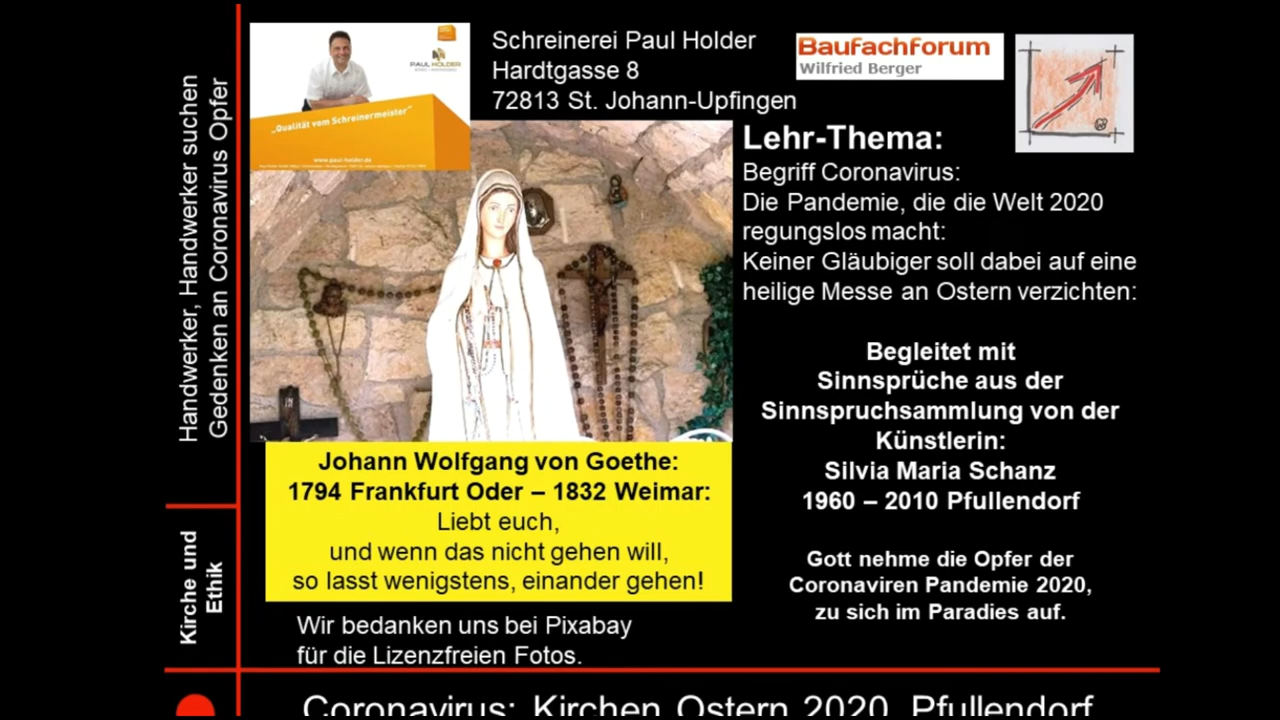 Handwerker, Handwerker suchen
Gedenken an Coronavirus Opfer
Kirche und
Ethik
PAUL HOLDER
„Qualität vom Schreinermeister“
www.paul-holder.de
Schreinerei Paul Holder
Hardtgasse 8
72813 St. Johann-Upfingen
Baufachforum
Wilfried Berger
Lehr-Thema:
Begriff Coronavirus:
Die Pandemie, die die Welt 2020
regungslos macht:
Keiner Gläubiger soll dabei auf eine
heilige Messe an Ostern verzichten:
Begleitet mit
Sinnsprüche aus der
Sinnspruchsammlung von der
Künstlerin:
Silvia Maria Schanz
1960 – 2010 Pfullendorf
Gott nehme die Opfer der
Coronaviren Pandemie 2020,
zu sich im Paradies auf.
Johann Wolfgang von Goethe:
1794 Frankfurt Oder – 1832 Weimar:
Liebt euch,
und wenn das nicht gehen will,
so lasst wenigstens, einander gehen!
Wir bedanken uns bei Pixabay
für die Lizenzfreien Fotos.
Coronavirus: Kirchen Ostern 2020 Pfullendorf